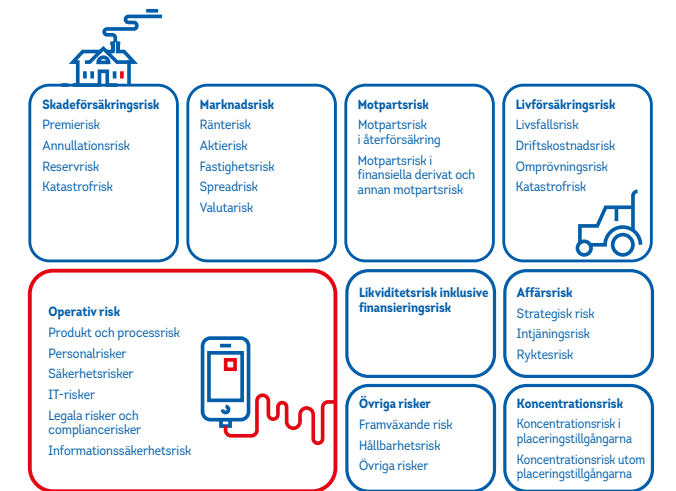 Skadeförsäkringsrisk
Premierisk
Annullationsrisk
Reservrisk
Katastrofrisk
Marknadsrisk
Ränterisk
Aktierisk
Fastighetsrisk
Spreadrisk
Valutarisk
Motpartsrisk
Motpartsrisk
i återförsäkring
Motpartsrisk i
finansiella derivat och
annan motpartsrisk
Livförsäkringsrisk
Livsfallsrisk
Driftskostnadsrisk
Omprövningsrisk
Katastrofrisk
Operativ risk
Produkt och processrisk
Personalrisker
Säkerhetsrisker
IT-risker
Legala risker och
compliancerisker
Informationssäkerhetsrisk
Likviditetsrisk inklusive
finansieringsrisk
Affärsrisk
Strategisk risk
Intjäningsrisk
Ryktesrisk
Övriga risker
Framväxande risk
Hållbarhetsrisk
Övriga risker
Koncentrationsrisk
Koncentrationsrisk i
placeringstillgångarna
Koncentrationsrisk utom
placeringstillgångarna